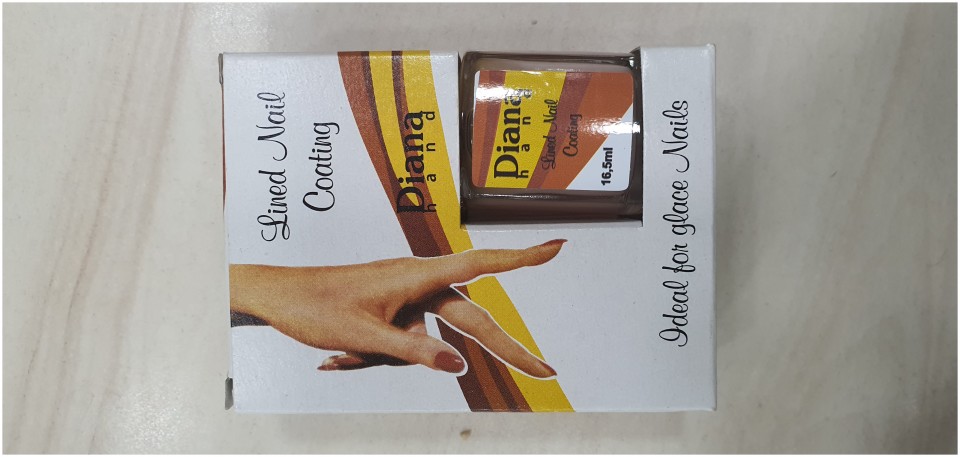 Lined Nail
Coating
Diana
hand
Diana
hand
Lined Nail
Coating
16,5ml
Ideal for glace Nails